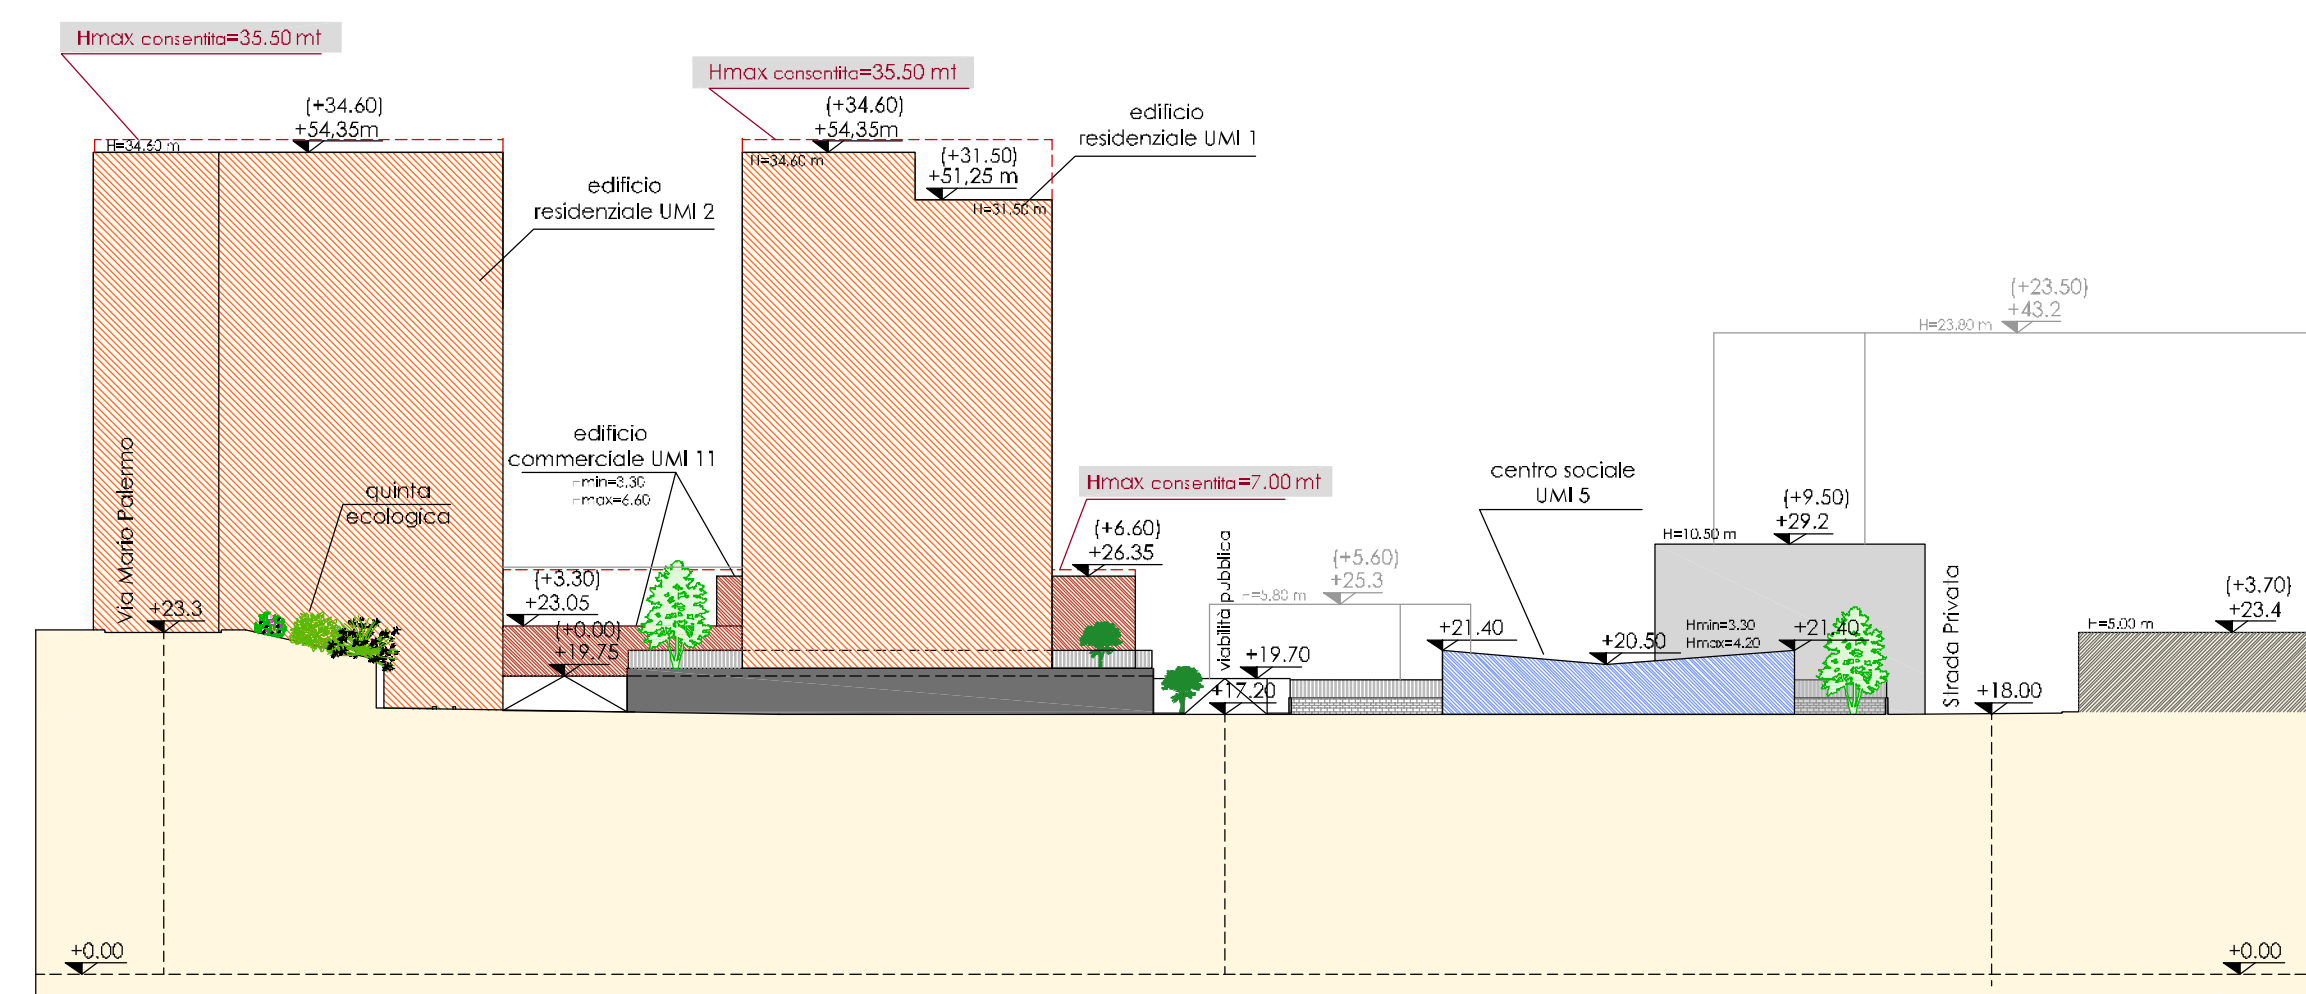 Hmax consentita=35.50 mt
Hmax consentita=35.50 mt
(+34.60)
+54,35m
H=34.60 m
(+34.60)
+54,35m
H=34,60 m
(+31.50)
+51,25 m
H=31.50 m
edificio
residenziale UMI 1
edificio
residenziale UMI 2
(+23.50)
+43.2
H=23.80 m
edificio
commerciale UMI 11
min=3.30
max=6.60
quinta
ecologica
Via Mario Palermo
+23.3
Hmax consentita=7.00 mt
(+6.60)
+26.35
(+3.30)
+23.05
(+0.00)
+19.75
viabilità pubblica
(+5.60)
+25.3
H=5.80 m
+19.70
+17.20
centro sociale
UMI 5
+21.40
+20.50
Hmin=3.30
Hmax=4.20
+21.40
H=10.50 m
(+9.50)
+29.2
Strada Privata
+18.00
(+3.70)
+23.4
H=5.00 m
+0.00
+0.00